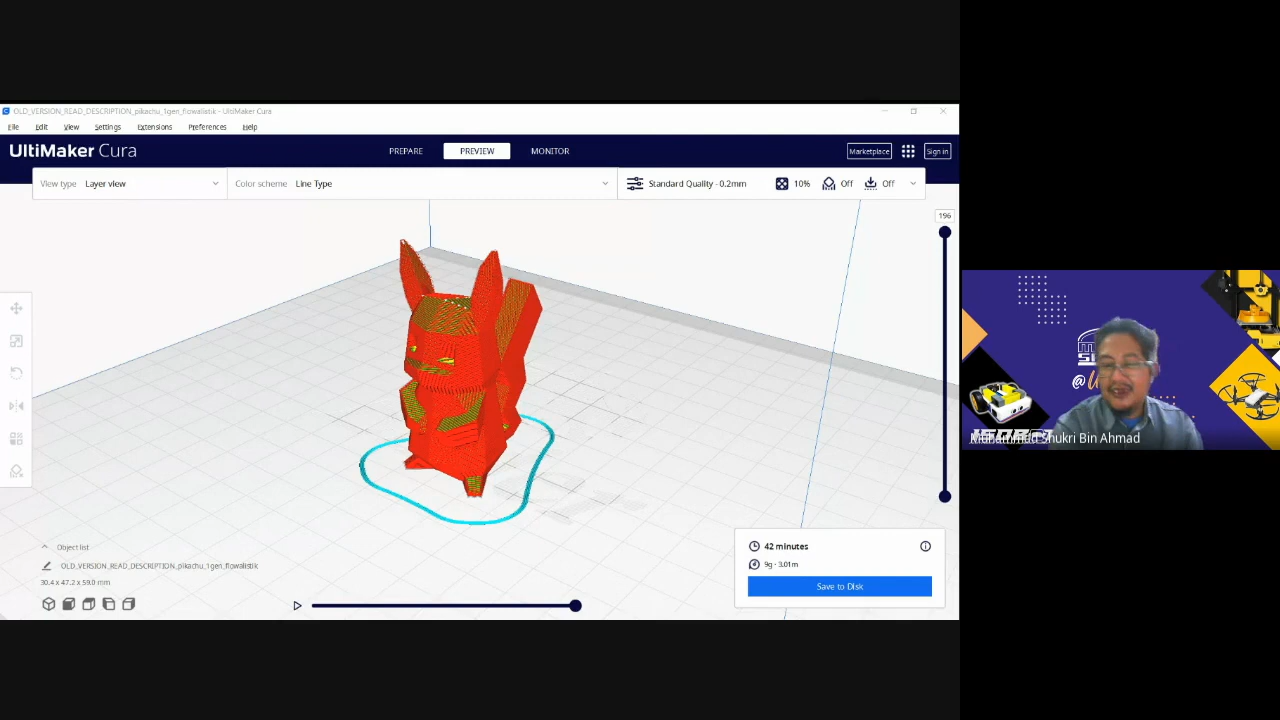 OLD_VERSION_READ_DESCRIPTION_pikachu_1gen_flowalistik - UltiMaker Cura
File Edit View Settings Extensions Preferences Help
UltiMaker Cura
PREPARE PREVIEW MONITOR
Marketplace Sign in
View type Layer view
Color scheme Line Type
Standard Quality - 0.2mm 10% Off Off
196
42 minutes
9g · 3.01m
Save to Disk
Object list
OLD_VERSION_READ_DESCRIPTION_pikachu_1gen_flowalistik
30.4 x 47.2 x 59.0 mm
Muhammad Shukri Bin Ahmad